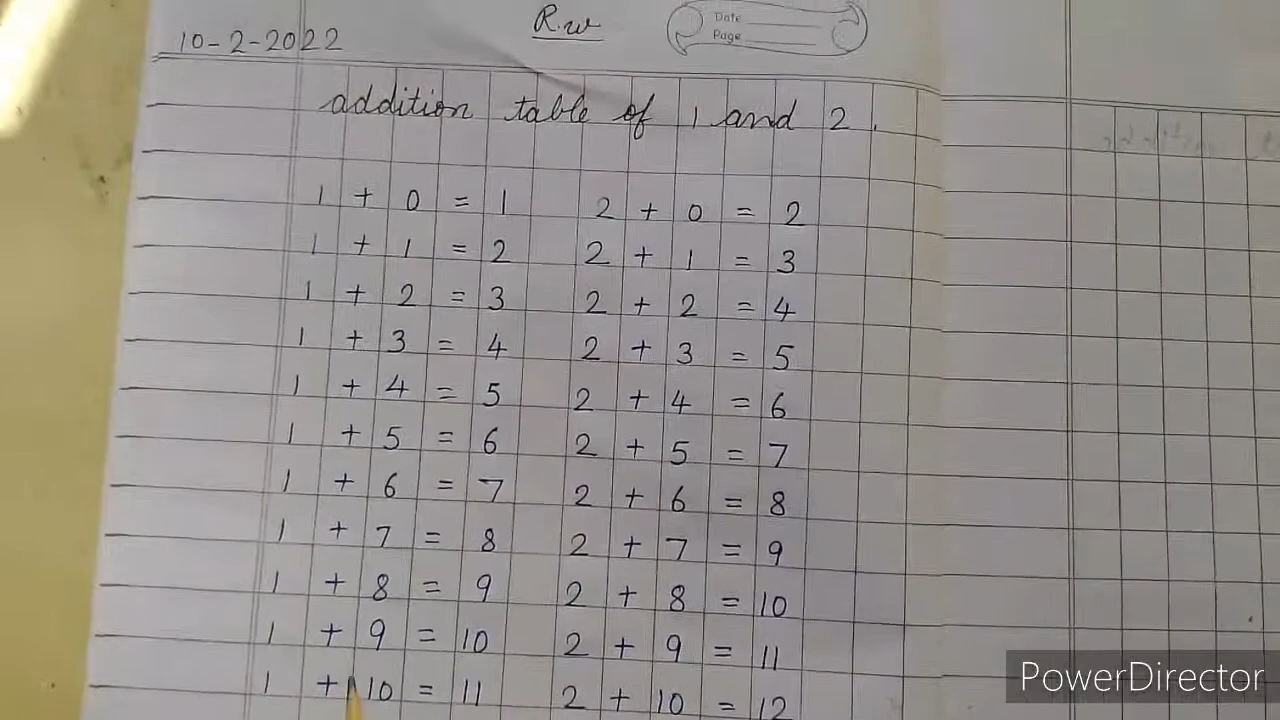 R.w
Date
Page
10-2-2022
addition table of 1 and 2.
1 + 0 = 1 2 + 0 = 2
1 + 1 = 2 2 + 1 = 3
1 + 2 = 3 2 + 2 = 4
1 + 3 = 4 2 + 3 = 5
1 + 4 = 5 2 + 4 = 6
1 + 5 = 6 2 + 5 = 7
1 + 6 = 7 2 + 6 = 8
1 + 7 = 8 2 + 7 = 9
1 + 8 = 9 2 + 8 = 10
1 + 9 = 10 2 + 9 = 11
1 + 10 = 11 2 + 10 = 12
PowerDirector